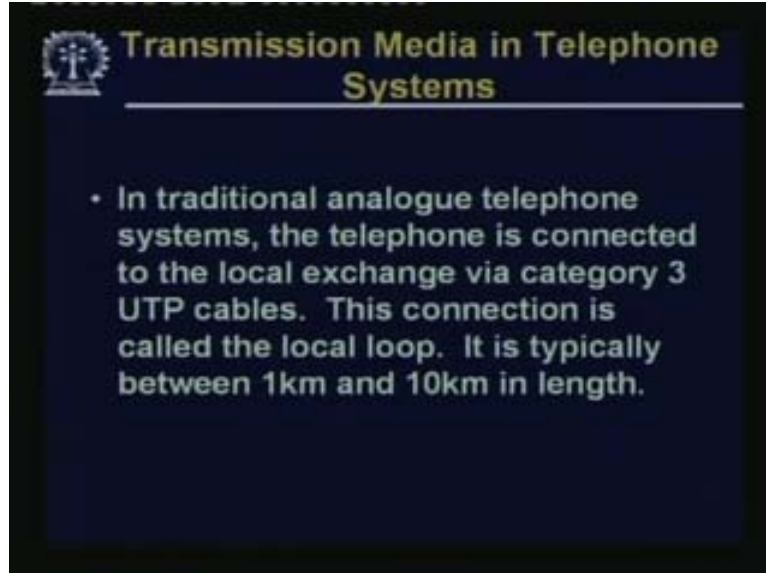 Transmission Media in Telephone
Systems
• In traditional analogue telephone
systems, the telephone is connected
to the local exchange via category 3
UTP cables. This connection is
called the local loop. It is typically
between 1km and 10km in length.